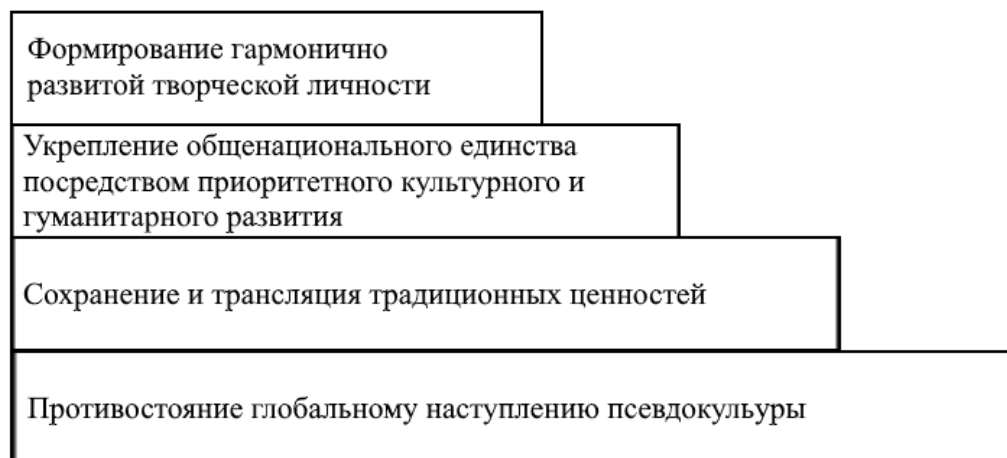 Формирование гармонично
развитой творческой личности
Укрепление общенационального единства
посредством приоритетного культурного и
гуманитарного развития
Сохранение и трансляция традиционных ценностей
Противостояние глобальному наступлению псевдокульуры